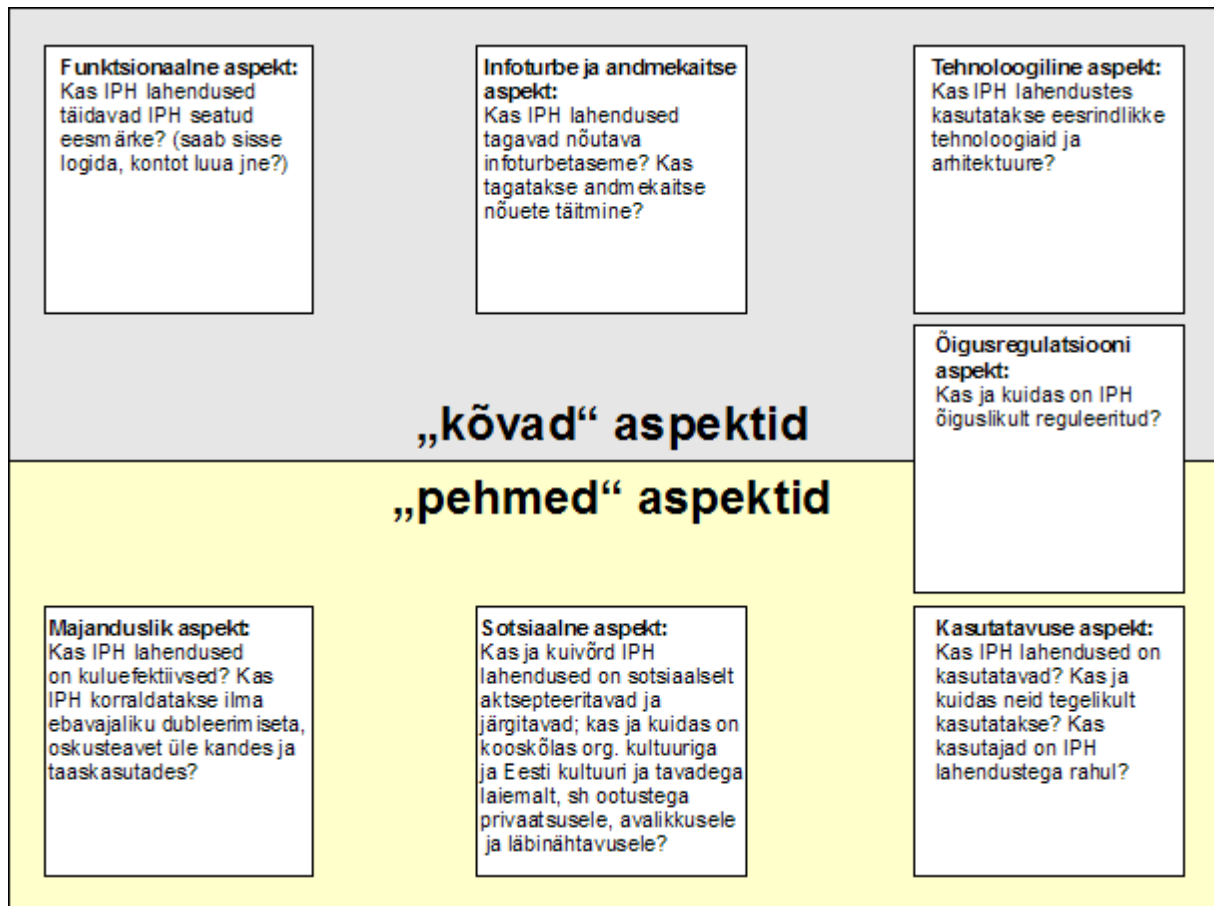 Funktsionaalne aspekt:
Kas IPH lahendused
täidavad IPH seatud
eesmärke? (saab sisse
logida, kontot luua jne?)
Infoturbe ja andmekaitse
aspekt:
Kas IPH lahendused
tagavad nõutava
infoturbetaseme? Kas
tagatakse andmekaitse
nõuete täitmine?
Tehnoloogiline aspekt:
Kas IPH lahendustes
kasutatakse eesrindlikke
tehnoloogiaid ja
arhitektuure?
Õigusregulatsiooni
aspekt:
Kas ja kuidas on IPH
õiguslikult reguleeritud?
„kõvad“ aspektid
„pehmed“ aspektid
Majanduslik aspekt:
Kas IPH lahendused
on kuluefektiivsed? Kas
IPH korraldatakse ilma
ebavajaliku dubleerimiseta,
oskusteavet üle kandes ja
taaskasutades?
Sotsiaalne aspekt:
Kas ja kuivõrd IPH
lahendused on sotsiaalselt
aktsepteeritavad ja
järgitavad; kas ja kuidas on
kooskõlas org. kultuuriga
ja Eesti kultuuri ja tavadega
laiemalt, sh ootustega
privaatsusele, avalikkusele
ja läbinähtavusele?
Kasutatavuse aspekt:
Kas IPH lahendused on
kasutatavad? Kas ja
kuidas neid tegelikult
kasutatakse? Kas
kasutajad on IPH
lahendustega rahul?